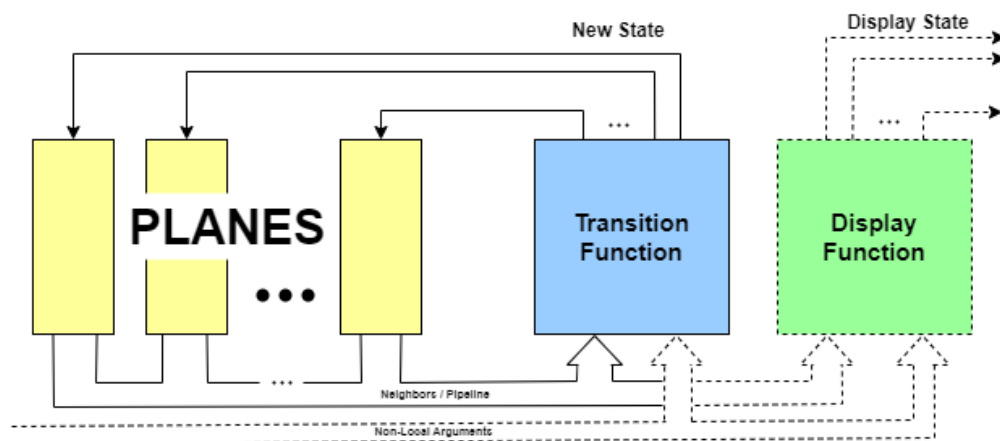 New State
Display State
...
...
PLANES
Transition
Function
Display
Function
...
...
Neighbors / Pipeline
Non-Local Arguments